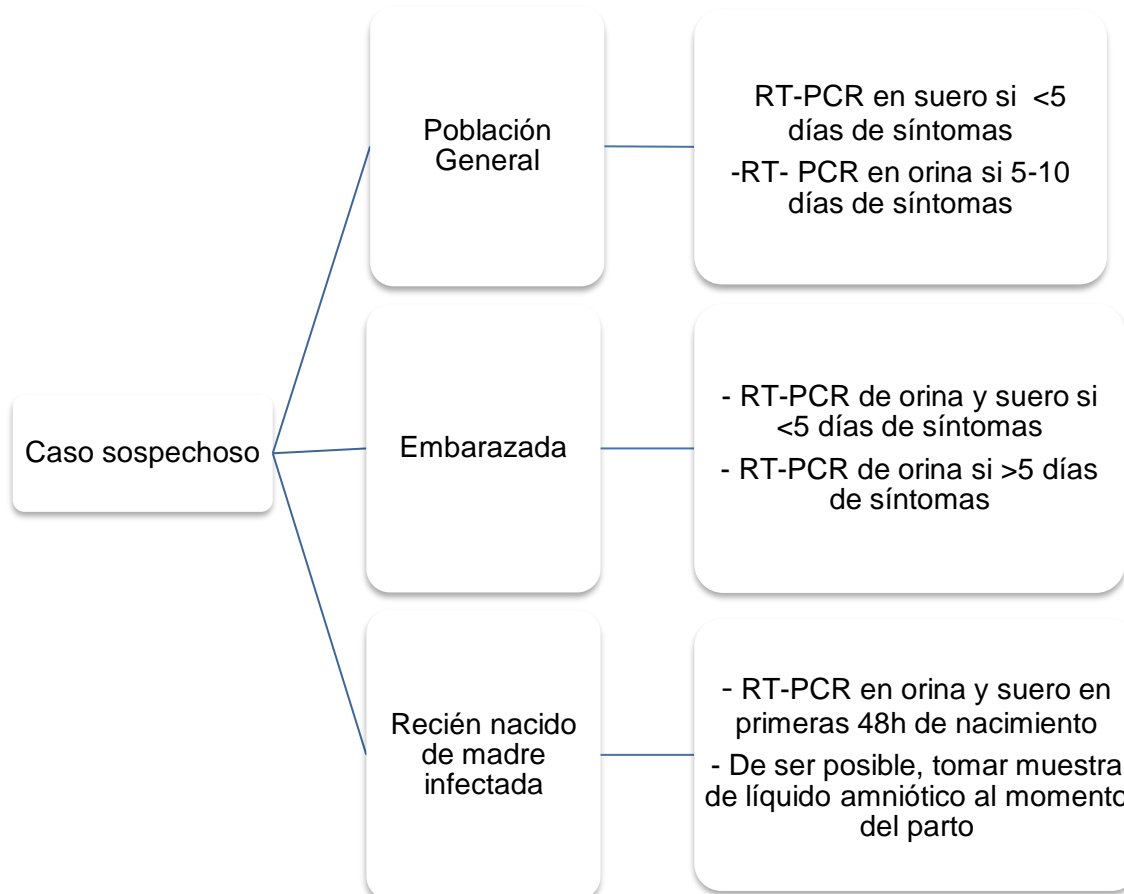 Caso sospechoso
Población
General
RT-PCR en suero si <5
días de síntomas
-RT- PCR en orina si 5-10
días de síntomas
Embarazada
- RT-PCR de orina y suero si
<5 días de síntomas
- RT-PCR de orina si >5 días
de síntomas
Recién nacido
de madre
infectada
- RT-PCR en orina y suero en
primeras 48h de nacimiento
- De ser posible, tomar muestra
de líquido amniótico al momento
del parto